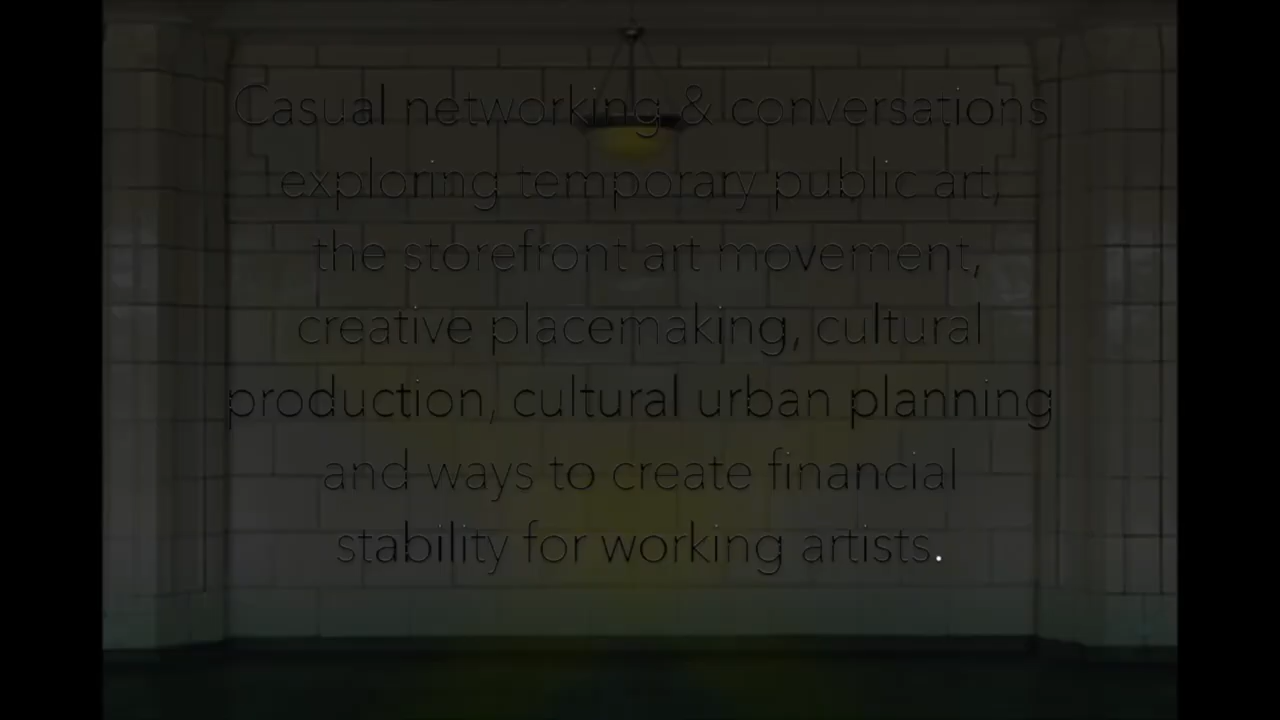 Casual networking & conversations
exploring temporary public art,
the storefront art movement,
creative placemaking, cultural
production, cultural urban planning
and ways to create financial
stability for working artists.